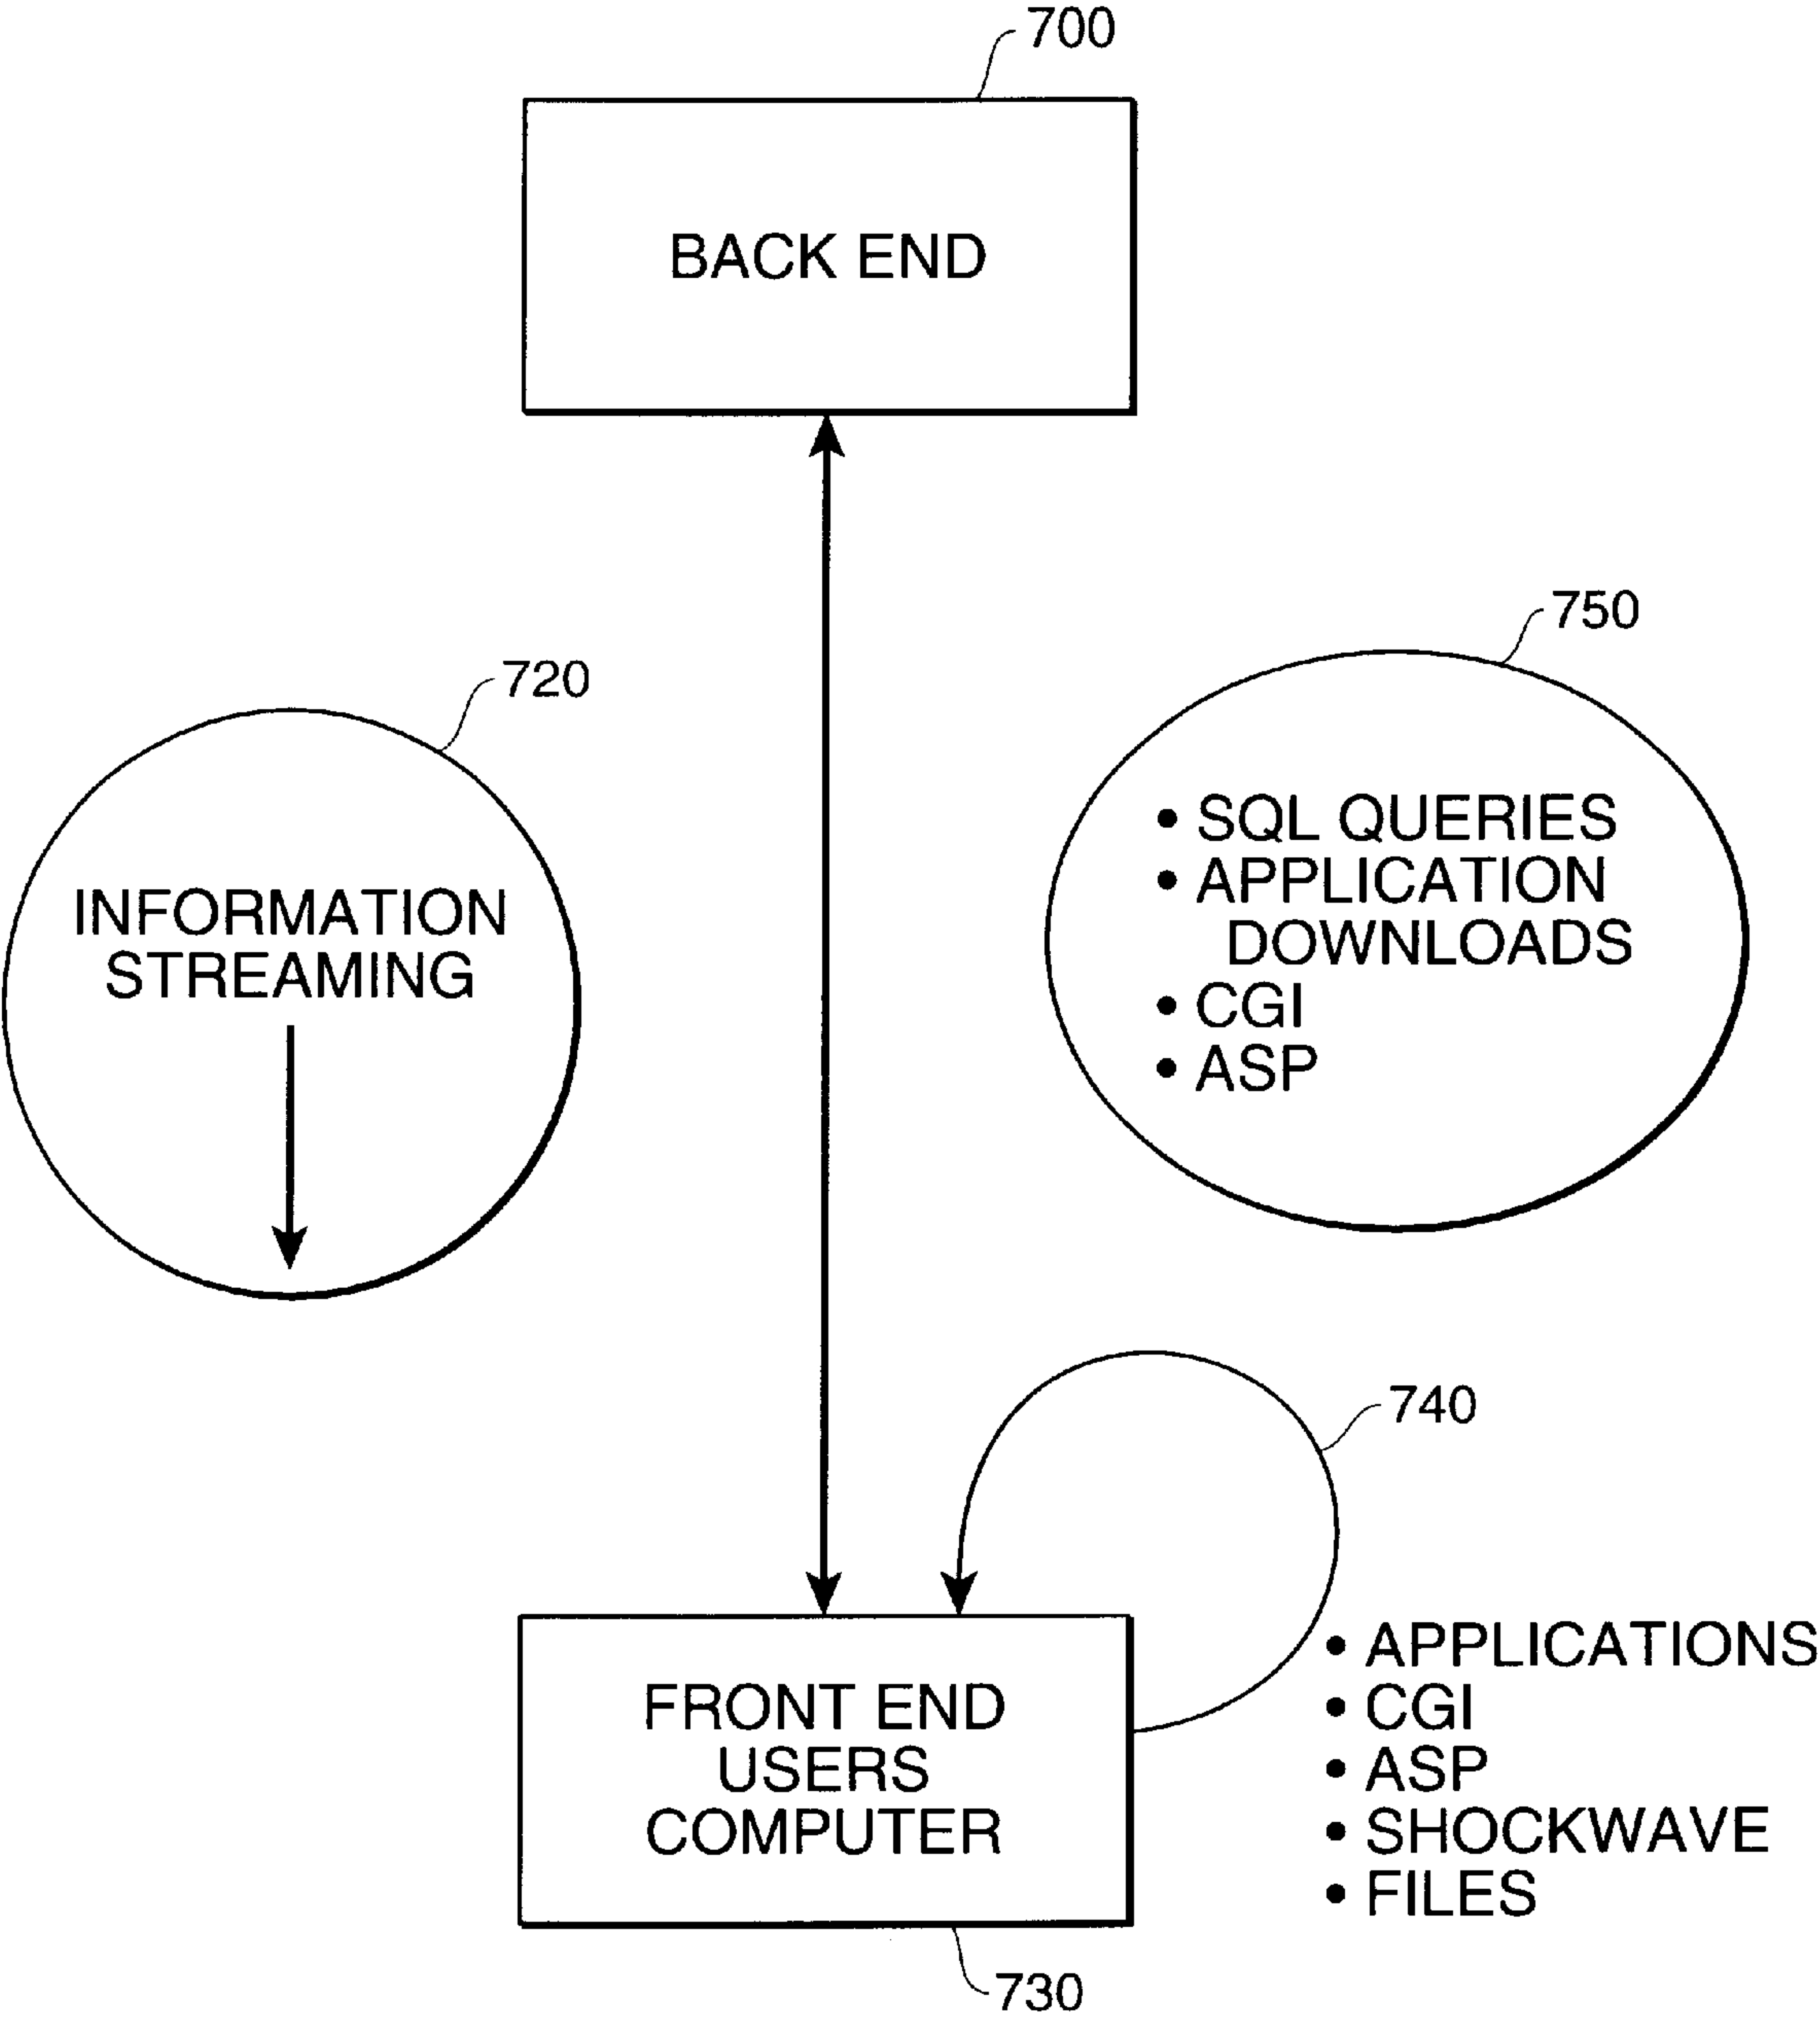 700
BACK END
750
720
• SQL QUERIES
• APPLICATION
DOWNLOADS
• CGI
• ASP
INFORMATION
STREAMING
740
FRONT END
USERS
COMPUTER
• APPLICATIONS
• CGI
• ASP
• SHOCKWAVE
• FILES
730